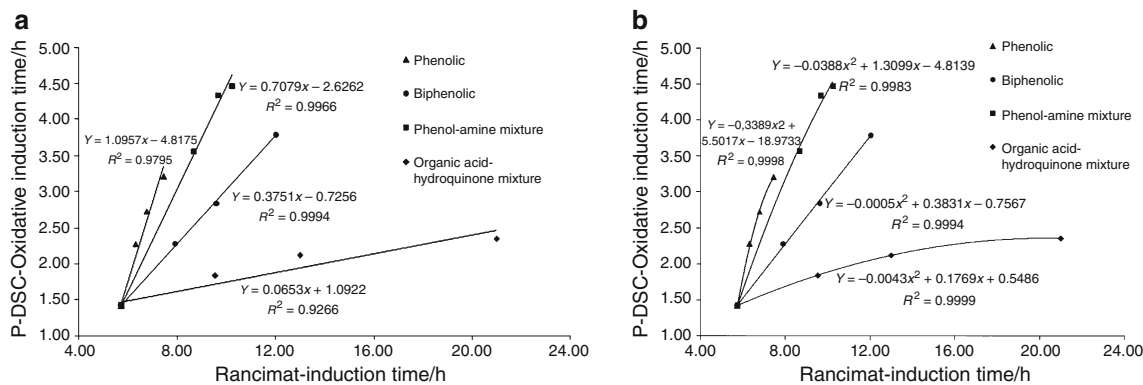 a
P-DSC-Oxidative induction time/h
5.00
4.50
4.00
3.50
3.00
2.50
2.00
1.50
1.00
4.00
8.00
12.00
16.00
20.00
24.00
Rancimat-induction time/h
Y = 1.0957x – 4.8175
R² = 0.9795
Y = 0.7079x – 2.6262
R² = 0.9966
Y = 0.3751x – 0.7256
R² = 0.9994
Y = 0.0653x + 1.0922
R² = 0.9266
Phenolic
Biphenolic
Phenol-amine mixture
Organic acid-
hydroquinone mixture
b
P-DSC-Oxidative induction time/h
5.00
4.50
4.00
3.50
3.00
2.50
2.00
1.50
1.00
4.00
8.00
12.00
16.00
20.00
24.00
Rancimat-induction time/h
Phenolic
Y = –0.0388x² + 1.3099x – 4.8139
R² = 0.9983
Biphenolic
Phenol-amine mixture
Y = –0,3389x2 +
5.5017x – 18.9733
R² = 0,9998
Organic acid-
hydroquinone mixture
Y = –0.0005x² + 0.3831x – 0.7567
R² = 0.9994
Y = –0.0043x² + 0.1769x + 0.5486
R² = 0.9999